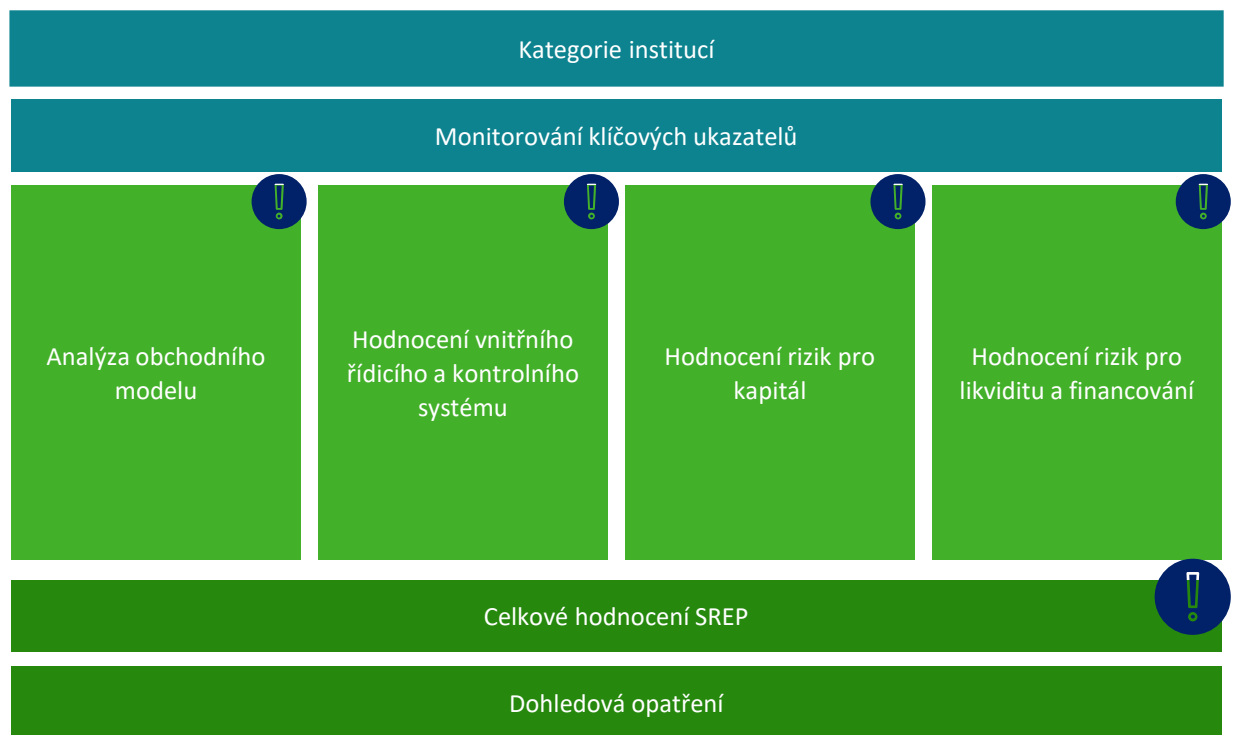 Kategorie institucí
Monitorování klíčových ukazatelů
Analýza obchodního
modelu
Hodnocení vnitřního
řídicího a kontrolního
systému
Hodnocení rizik pro
kapitál
Hodnocení rizik pro
likviditu a financování
Celkové hodnocení SREP
Dohledová opatření